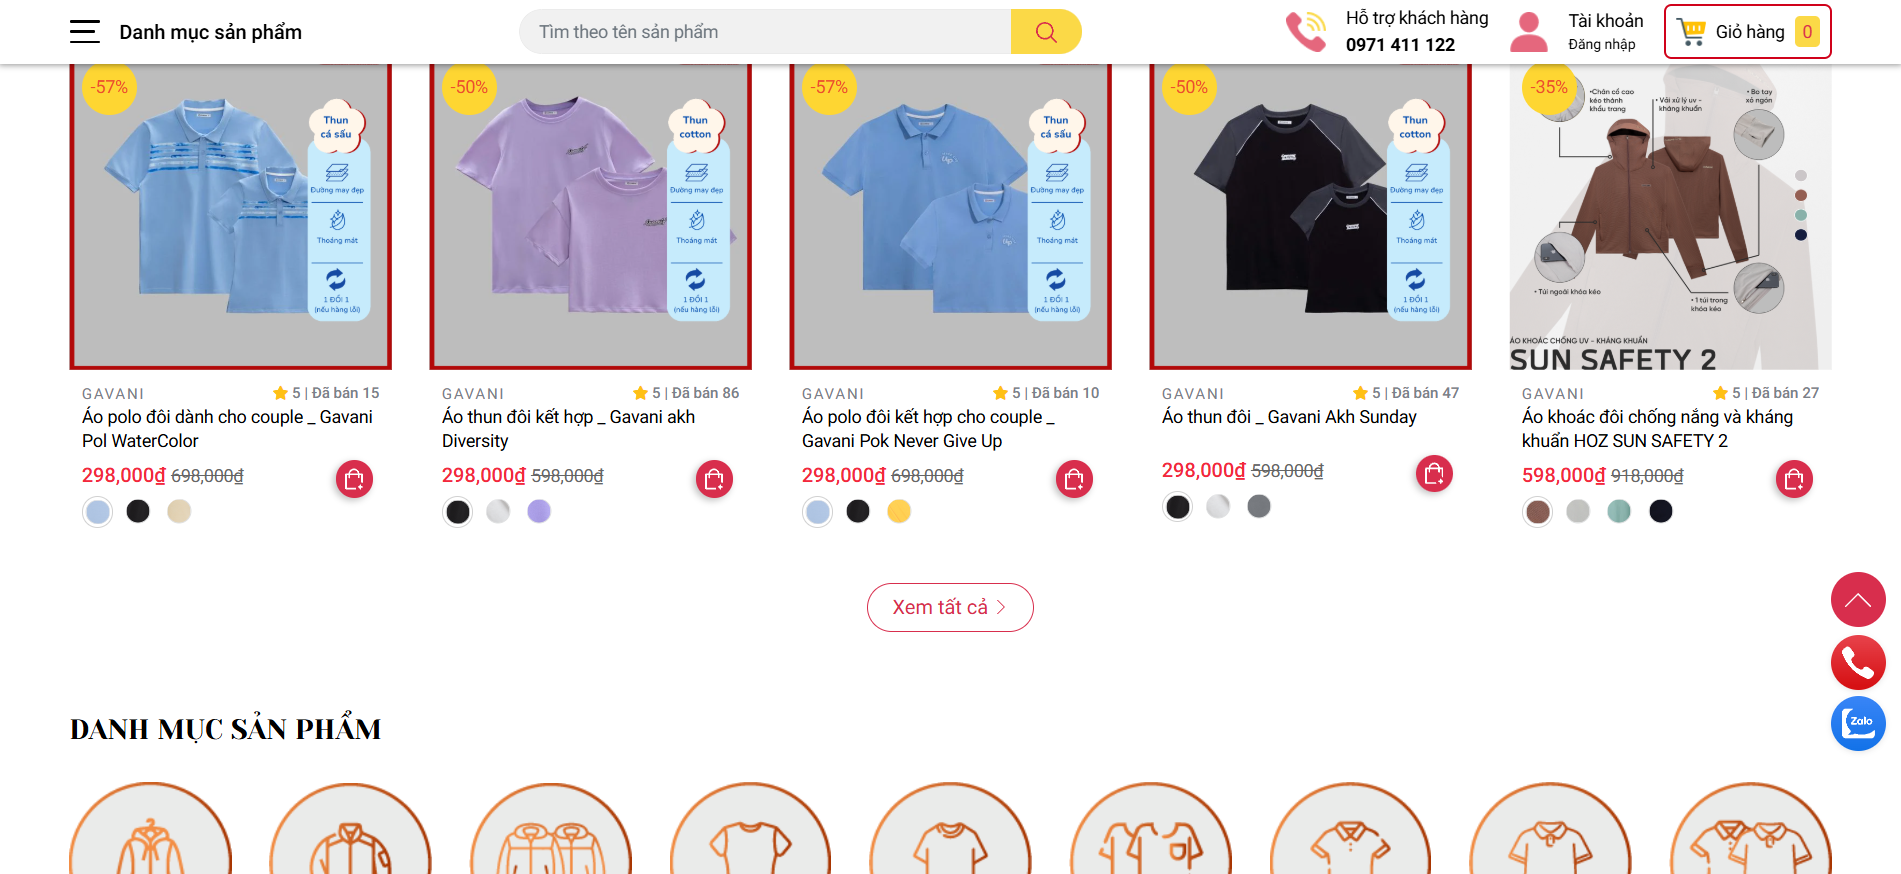 Danh mục sản phẩm
Tìm theo tên sản phẩm
Hỗ trợ khách hàng
0971 411 122
Tài khoản
Đăng nhập
Giỏ hàng
0
-57%
Thun
cá sấu
Đường may đẹp
Thoáng mát
1 ĐỔI 1
(nếu hàng lỗi)
-50%
Thun
cotton
Đường may đẹp
Thoáng mát
1 ĐỔI 1
(nếu hàng lỗi)
-57%
Thun
cá sấu
Đường may đẹp
Thoáng mát
1 ĐỔI 1
(nếu hàng lỗi)
-50%
Thun
cotton
Đường may đẹp
Thoáng mát
1 ĐỔI 1
(nếu hàng lỗi)
-35%
•Chân cổ cao
kéo thành
khẩu trang
• Vải xử lý uv -
kháng khuẩn
• Bo tay
xỏ ngón
• Túi ngoài khóa kéo
• 1 túi trong
khóa kéo
ÁO KHOÁC CHỐNG UV - KHÁNG KHUẨN
SUN SAFETY 2
GAVANI
5 | Đã bán 15
Áo polo đôi dành cho couple _ Gavani
Pol WaterColor
298,000₫ 698,000₫
GAVANI
5 | Đã bán 86
Áo thun đôi kết hợp _ Gavani akh
Diversity
298,000₫ 598,000₫
GAVANI
5 | Đã bán 10
Áo polo đôi kết hợp cho couple _
Gavani Pok Never Give Up
298,000₫ 698,000₫
GAVANI
5 | Đã bán 47
Áo thun đôi _ Gavani Akh Sunday
298,000₫ 598,000₫
GAVANI
5 | Đã bán 27
Áo khoác đôi chống nắng và kháng
khuẩn HOZ SUN SAFETY 2
598,000₫ 918,000₫
Xem tất cả
Zalo
DANH MỤC SẢN PHẨM